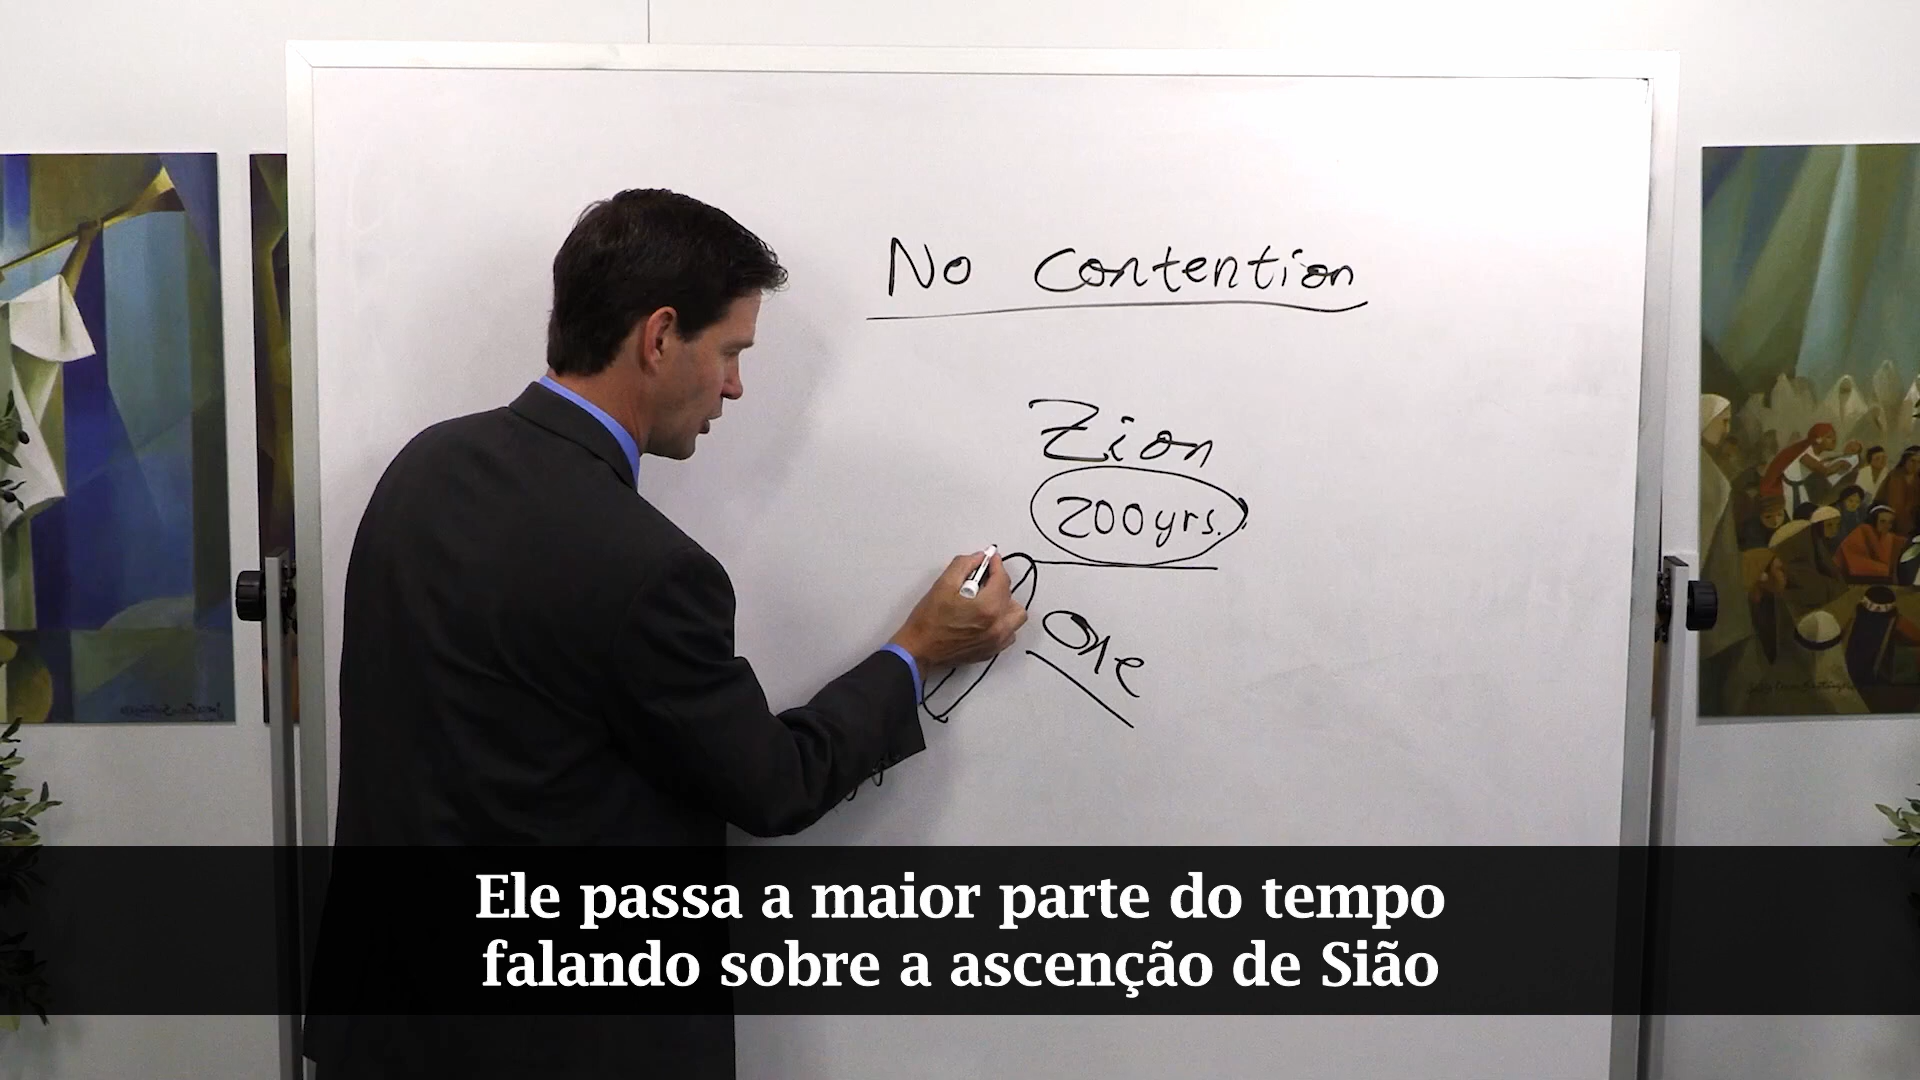 No contention
Zion
200yrs.
One
Ele passa a maior parte do tempo
falando sobre a ascenção de Sião